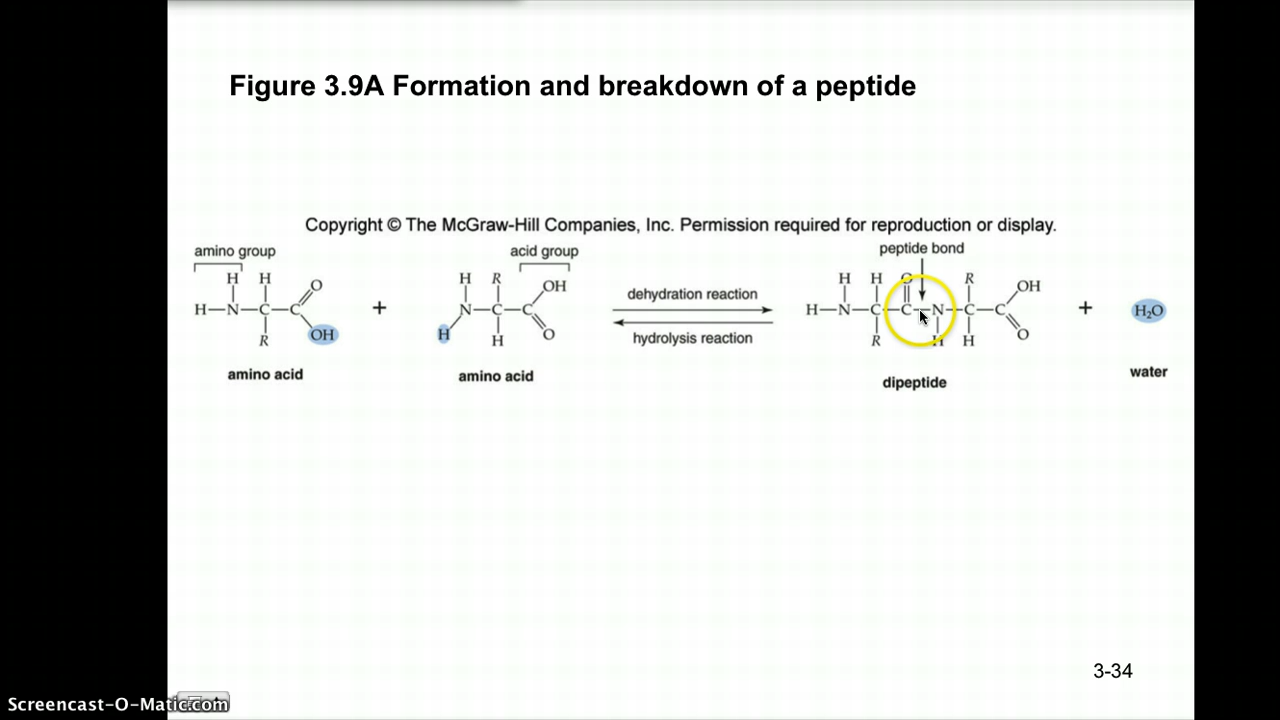 Figure 3.9A Formation and breakdown of a peptide
Copyright © The McGraw-Hill Companies, Inc. Permission required for reproduction or display.
amino group
H H
O
H—N—C—C
R
OH
amino acid
+
acid group
H R
OH
N—C—C
H
H
O
amino acid
dehydration reaction
hydrolysis reaction
peptide bond
H H O R
OH
H—N—C—C—N—C—C
R H H
O
dipeptide
+
H₂O
water
3-34
Screencast-O-Matic.com